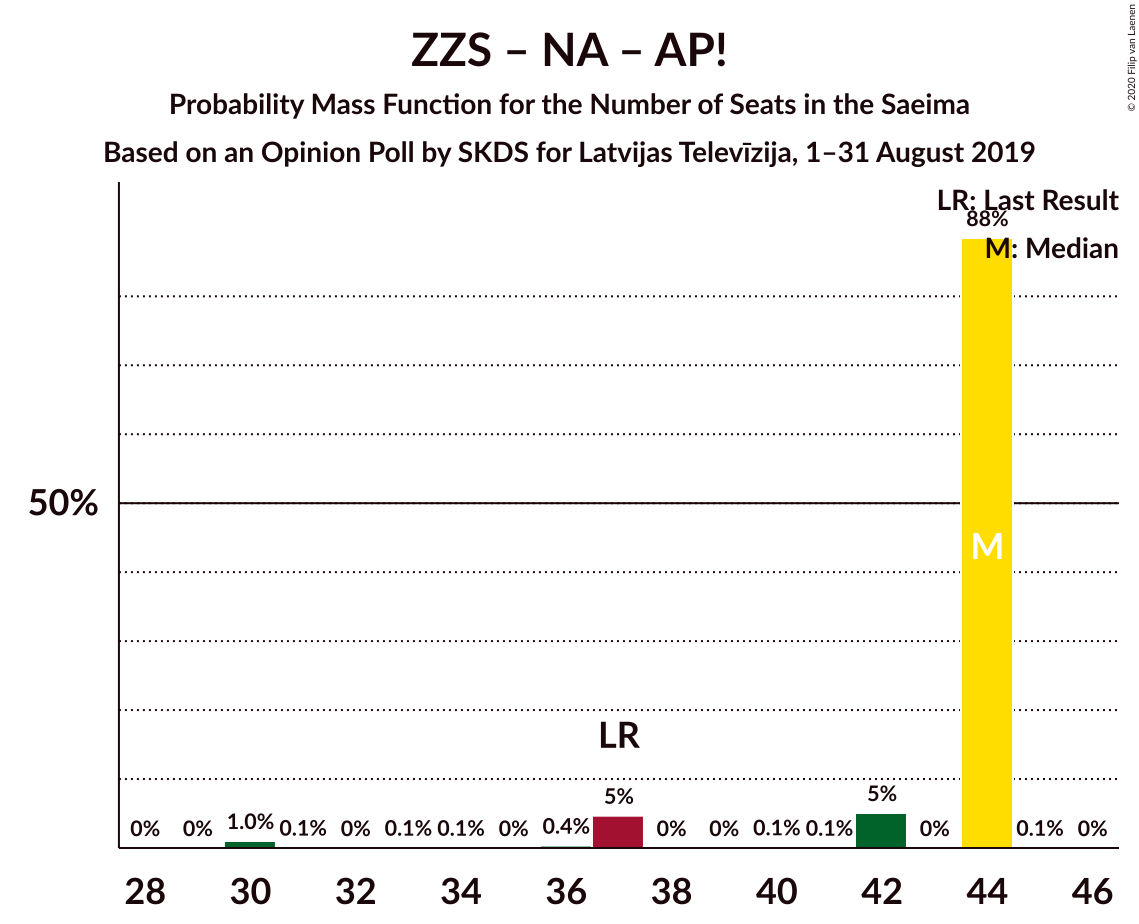 ZZS – NA – AP!
Probability Mass Function for the Number of Seats in the Saeima
Based on an Opinion Poll by SKDS for Latvijas Televīzija, 1–31 August 2019
© 2020 Filip van Laenen
LR: Last Result
M: Median
88%
50%
M
LR
0% 0% 1.0% 0.1% 0% 0.1% 0.1% 0% 0.4% 5% 0% 0% 0.1% 0.1% 5% 0% 0.1% 0%
28 30 32 34 36 38 40 42 44 46